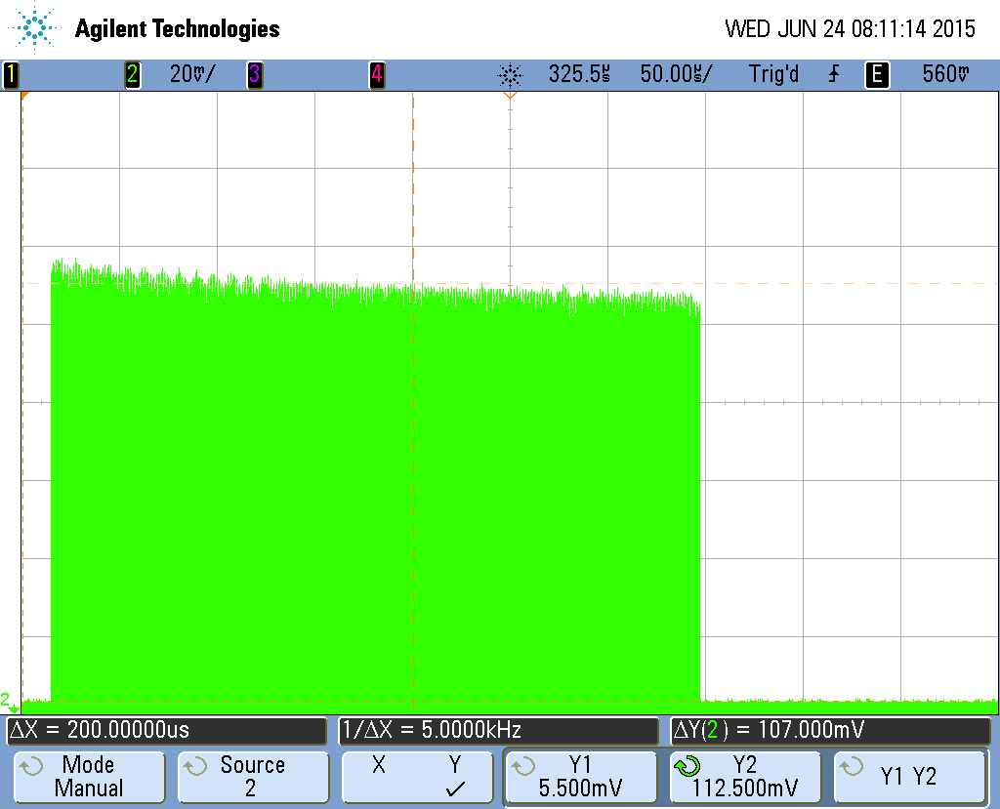 Agilent Technologies
WED JUN 24 08:11:14 2015
1 2 20mV/ 3 4 325.5us 50.00us/ Trig'd E 560mV
2
ΔX = 200.00000us 1/ΔX = 5.0000kHz ΔY(2) = 107.000mV
Mode Source X Y Y1 Y2 Y1 Y2
Manual 2 ✓ 5.500mV 112.500mV